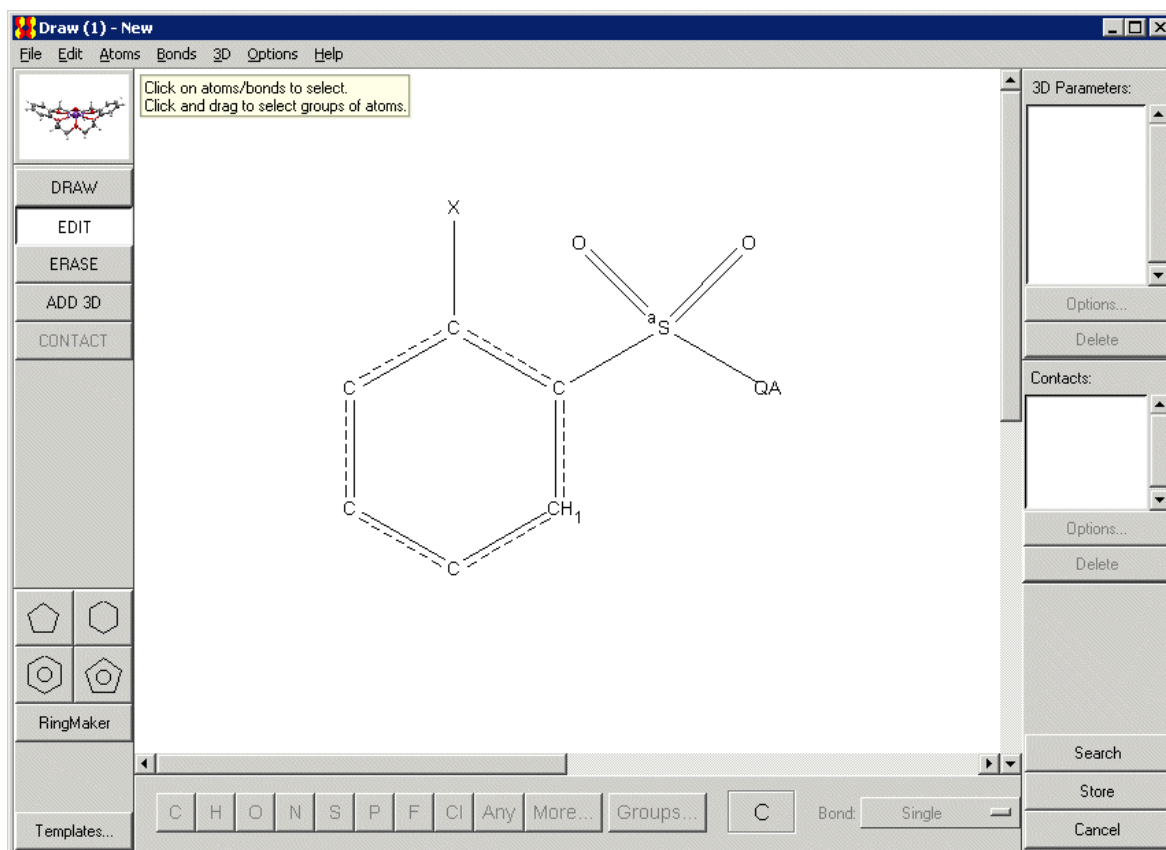 Draw (1) - New
File Edit Atoms Bonds 3D Options Help
Click on atoms/bonds to select.
Click and drag to select groups of atoms.
3D Parameters:
DRAW
EDIT
ERASE
ADD 3D
CONTACT
X
O O
aS
C
C C QA
C CH1
C
Options...
Delete
Contacts:
Options...
Delete
RingMaker
Templates...
C H O N S P F Cl Any More... Groups... C Bond: Single
Search
Store
Cancel